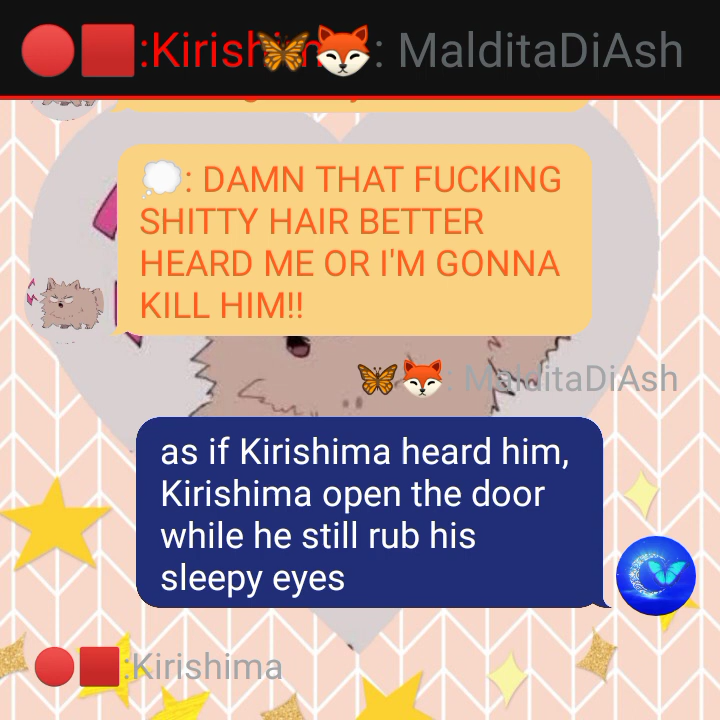 🔴🟥:Kirishim🦋🦊: MalditaDiAsh
💭: DAMN THAT FUCKING
SHITTY HAIR BETTER
HEARD ME OR I'M GONNA
KILL HIM!!
🦋🦊: MalditaDiAsh
as if Kirishima heard him,
Kirishima open the door
while he still rub his
sleepy eyes
🔴🟥:Kirishima